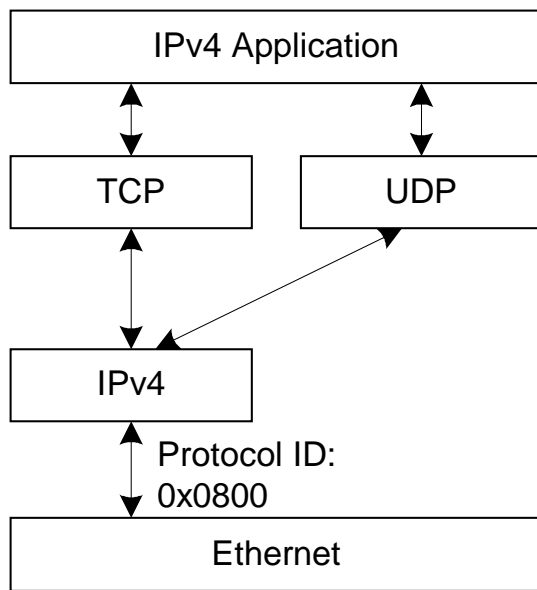 IPv4 Application
TCP
UDP
IPv4
Protocol ID:
0x0800
Ethernet